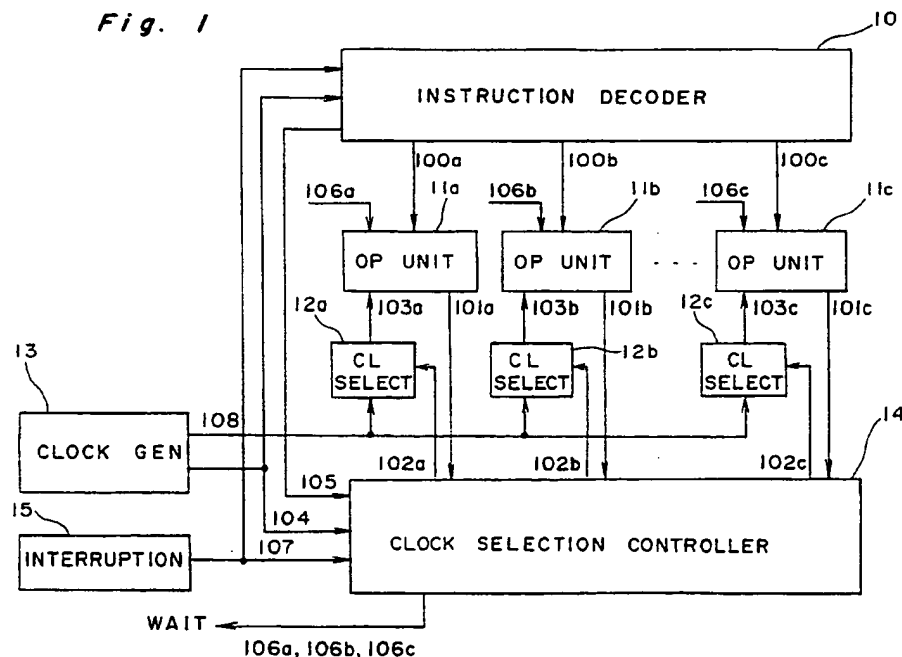 Fig. 1
10
INSTRUCTION DECODER
100a 100b 100c
106a 11a 106b 11b 106c 11c
OP UNIT OP UNIT - - - OP UNIT
12a 103a 101a 103b 101b 12c 103c 101c
13 CL SELECT CL SELECT 12b CL SELECT
108 14
CLOCK GEN
102a 102b 102c
105
15 104
INTERRUPTION 107 CLOCK SELECTION CONTROLLER
WAIT
106a, 106b, 106c